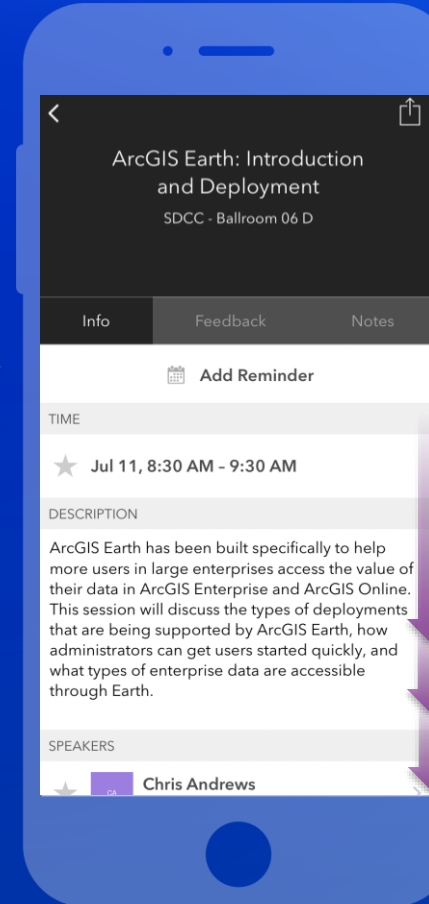 ArcGIS Earth: Introduction
and Deployment
SDCC - Ballroom 06 D
Info Feedback Notes
Add Reminder
TIME
Jul 11, 8:30 AM – 9:30 AM
DESCRIPTION
ArcGIS Earth has been built specifically to help
more users in large enterprises access the value of
their data in ArcGIS Enterprise and ArcGIS Online.
This session will discuss the types of deployments
that are being supported by ArcGIS Earth, how
administrators can get users started quickly, and
what types of enterprise data are accessible
through Earth.
SPEAKERS
CA Chris Andrews